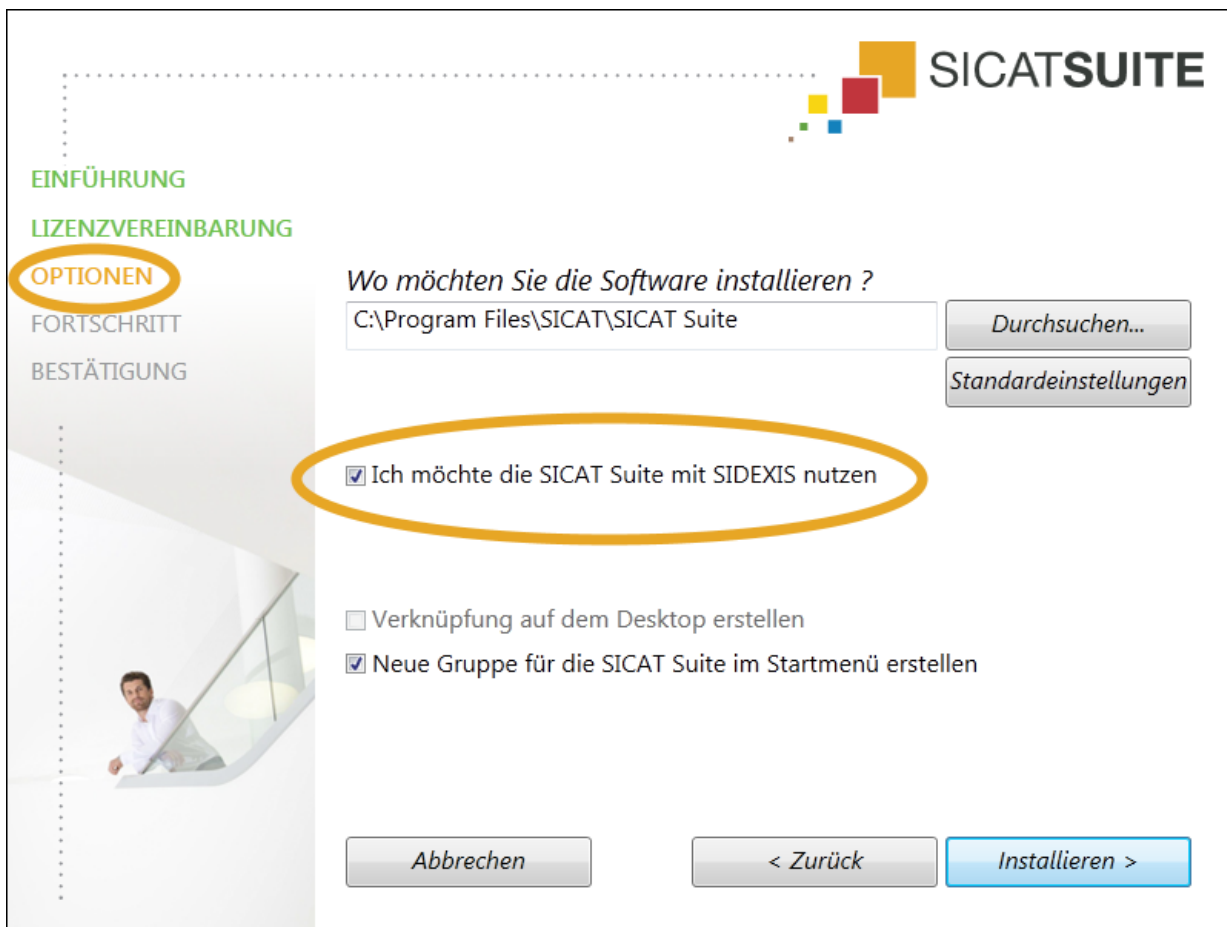 SICATSUITE
EINFÜHRUNG
LIZENZVEREINBARUNG
OPTIONEN
FORTSCHRITT
BESTÄTIGUNG
Wo möchten Sie die Software installieren ?
C:\Program Files\SICAT\SICAT Suite
Durchsuchen...
Standardeinstellungen
Ich möchte die SICAT Suite mit SIDEXIS nutzen
Verknüpfung auf dem Desktop erstellen
Neue Gruppe für die SICAT Suite im Startmenü erstellen
Abbrechen
< Zurück
Installieren >